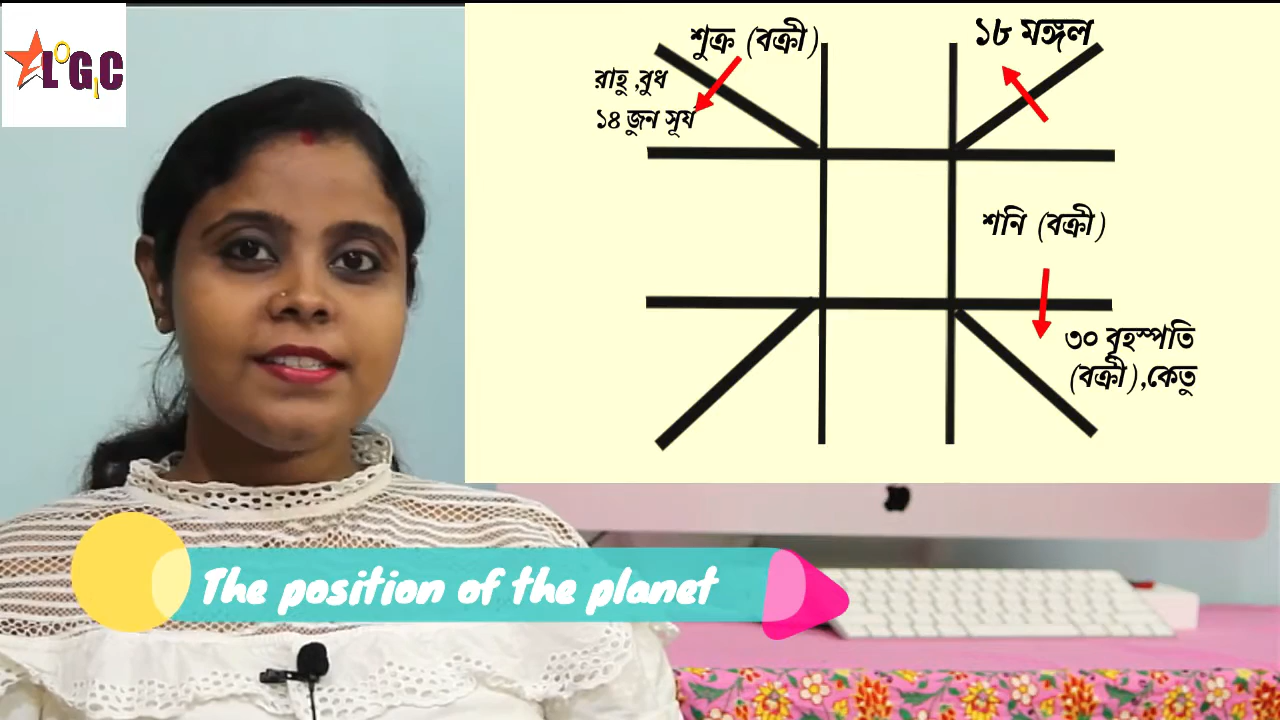 LOGIC
শুক্র (বক্রী)
রাহু ,বুধ
১৪ জুন সূর্য
১৮ মঙ্গল
শনি (বক্রী)
৩০ বৃহস্পতি
(বক্রী) ,কেতু
The position of the planet